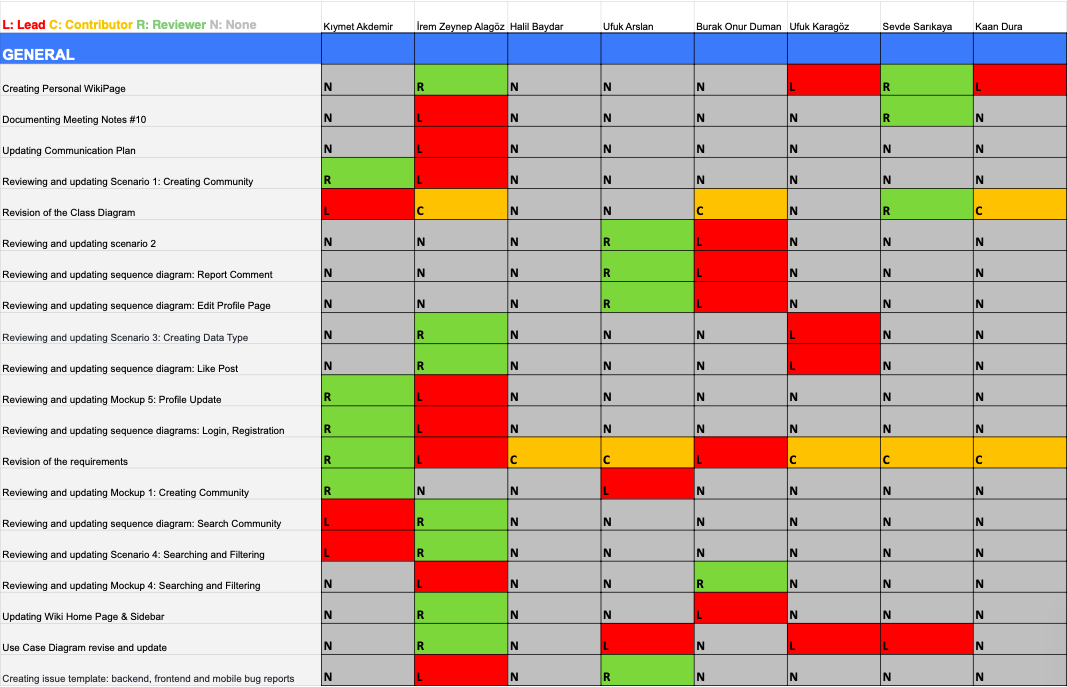 L: Lead C: Contributor R: Reviewer N: None Kıymet Akdemir İrem Zeynep Alagöz Halil Baydar Ufuk Arslan Burak Onur Duman Ufuk Karagöz Sevde Sarıkaya Kaan Dura
GENERAL
Creating Personal WikiPage N R N N N L R L
Documenting Meeting Notes #10 N L N N N N R N
Updating Communication Plan N L N N N N N N
Reviewing and updating Scenario 1: Creating Community R L N N N N N N
Revision of the Class Diagram L C N N C N R C
Reviewing and updating scenario 2 N N N R L N N N
Reviewing and updating sequence diagram: Report Comment N N N R L N N N
Reviewing and updating sequence diagram: Edit Profile Page N N N R L N N N
Reviewing and updating Scenario 3: Creating Data Type N R N N N L N N
Reviewing and updating sequence diagram: Like Post N R N N N L N N
Reviewing and updating Mockup 5: Profile Update R L N N N N N N
Reviewing and updating sequence diagrams: Login, Registration R L N N N N N N
Revision of the requirements R L C C L C C C
Reviewing and updating Mockup 1: Creating Community R N N L N N N N
Reviewing and updating sequence diagram: Search Community L R N N N N N N
Reviewing and updating Scenario 4: Searching and Filtering L R N N N N N N
Reviewing and updating Mockup 4: Searching and Filtering N L N N R N N N
Updating Wiki Home Page & Sidebar N R N N L N N N
Use Case Diagram revise and update N R N L N L L N
Creating issue template: backend, frontend and mobile bug reports N L N R N N N N